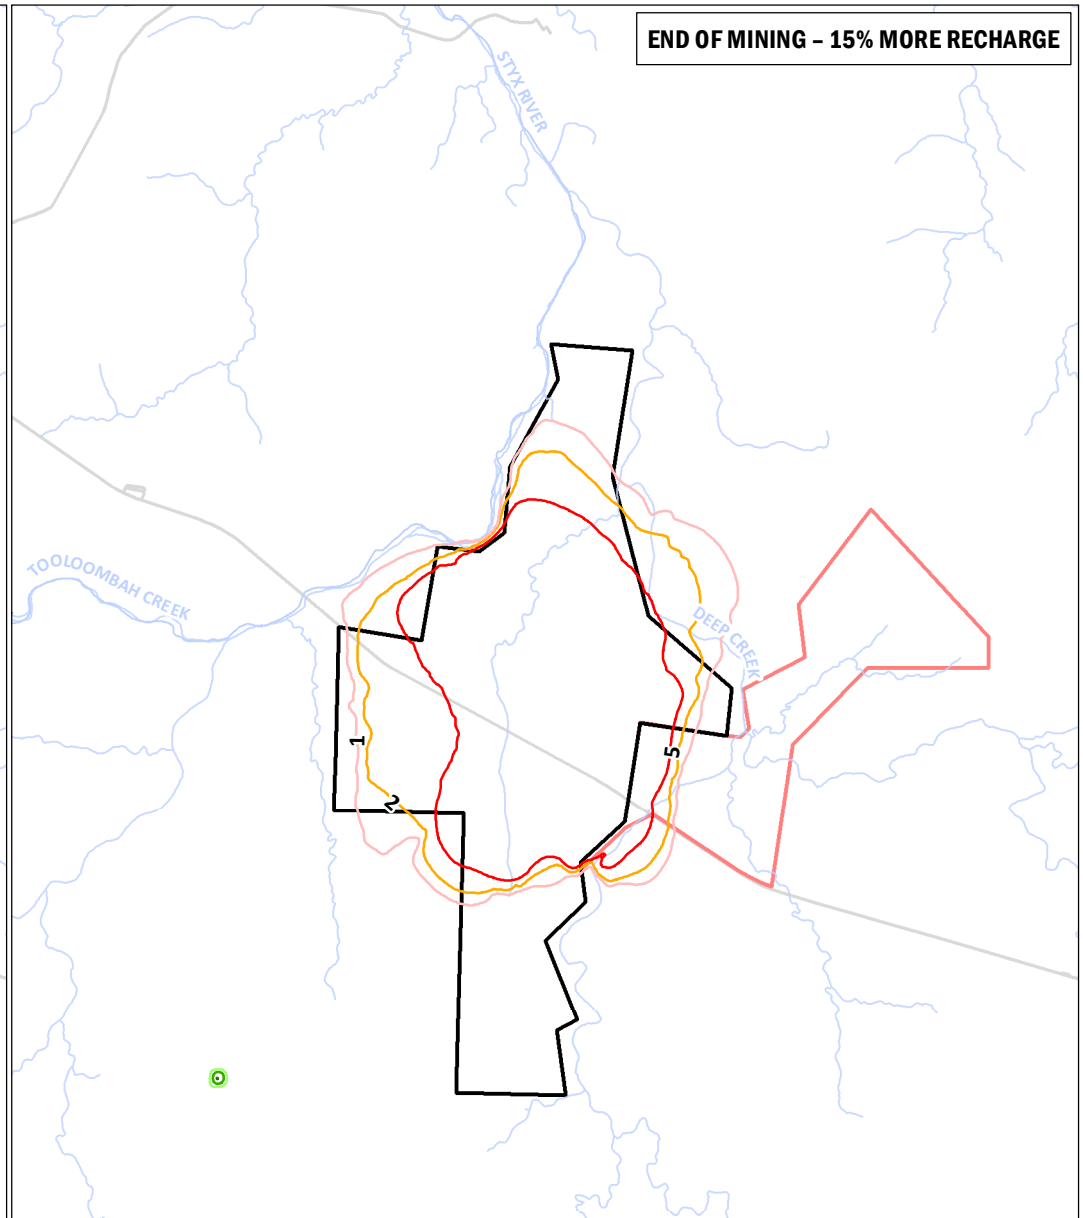 END OF MINING – 15% MORE RECHARGE
STYX RIVER
TOOLOOMBAH CREEK
DEEP CREEK
1
5
2